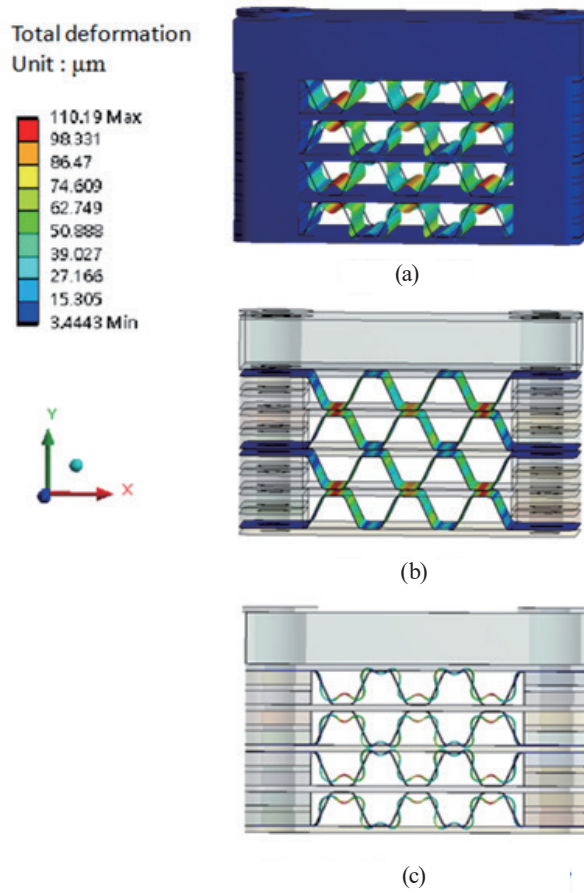 Total deformation
Unit : μm
110.19 Max
98.331
86.47
74.609
62.749
50.888
39.027
27.166
15.305
3.4443 Min
(a)
Y
X
(b)
(c)